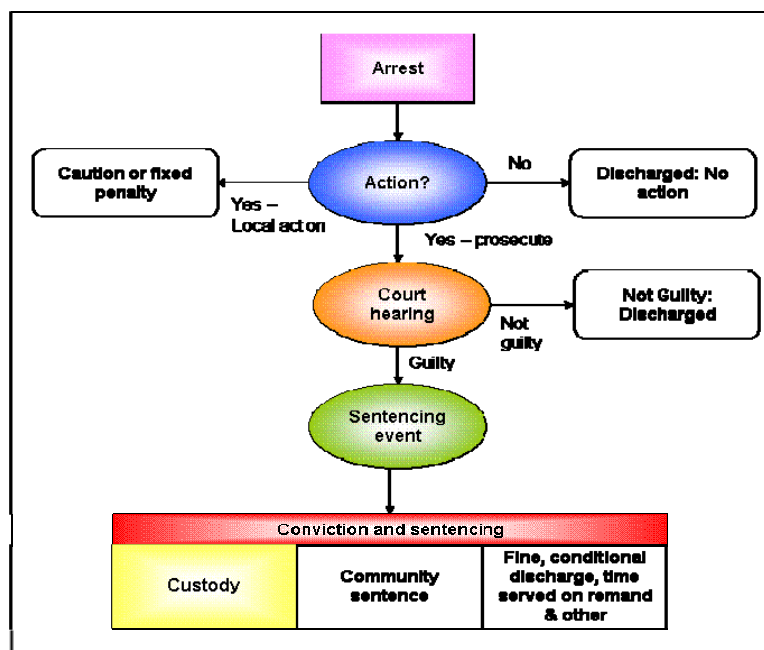 Arrest
Caution or fixed
penalty
Action?
No
Discharged: No
action
Yes –
Local action
Yes – prosecute
Court
hearing
Not
guilty
Not Guilty:
Discharged
Guilty
Sentencing
event
Conviction and sentencing
Custody
Community
sentence
Fine, conditional
discharge, time
served on remand
& other